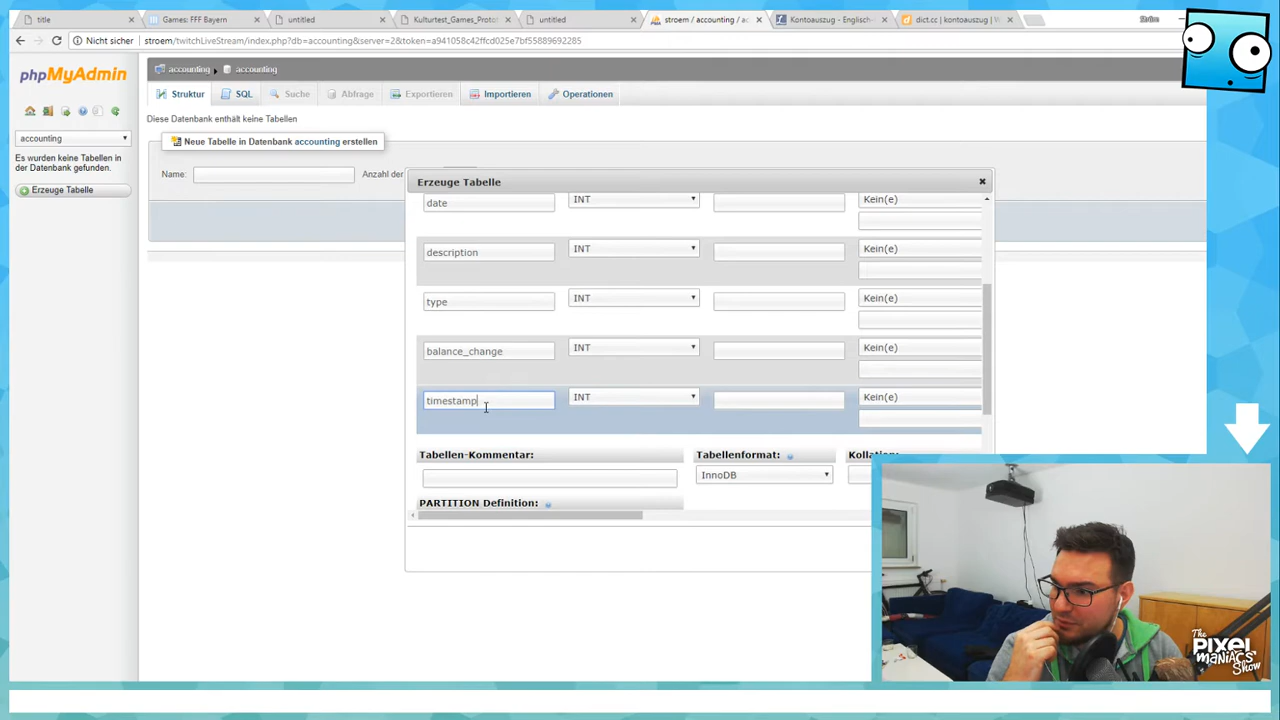 title
Games: FFF Bayern
untitled
Kulturtest_Games_Protot
untitled
stroem / accounting / ac
Kontoauszug - Englisch-
dict.cc | kontoauszug | W
Nicht sicher
stroem/twitchLiveStream/index.php?db=accounting&server=2&token=a941058c42ffcd025e7bf55889692285
phpMyAdmin
accounting
accounting
Struktur
SQL
Suche
Abfrage
Exportieren
Importieren
Operationen
Diese Datenbank enthält keine Tabellen
accounting
Neue Tabelle in Datenbank accounting erstellen
Es wurden keine Tabellen in
der Datenbank gefunden.
Name:
Anzahl der
Erzeuge Tabelle
Erzeuge Tabelle
date
INT
Kein(e)
description
INT
Kein(e)
type
INT
Kein(e)
balance_change
INT
Kein(e)
timestamp
INT
Kein(e)
Tabellen-Kommentar:
Tabellenformat:
Kollation:
InnoDB
PARTITION Definition:
The
PIXEL
MANIACS
Show